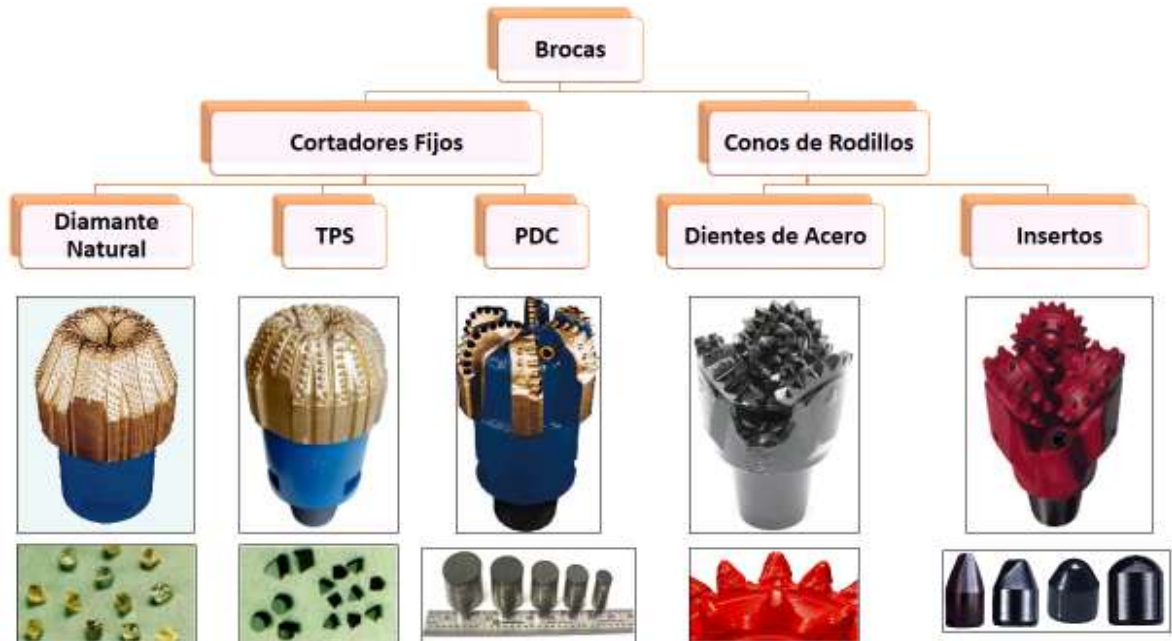 Brocas
Cortadores Fijos
Conos de Rodillos
Diamante
Natural
TPS
PDC
Dientes de Acero
Insertos